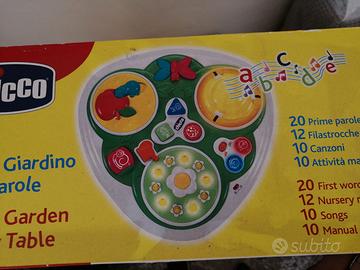 icco
a b c d e
Giardino
arole
Garden
Table
20 Prime parole
12 Filastrocche
10 Canzoni
10 Attività ma
20 First word
12 Nursery r
10 Songs
10 Manual
subito